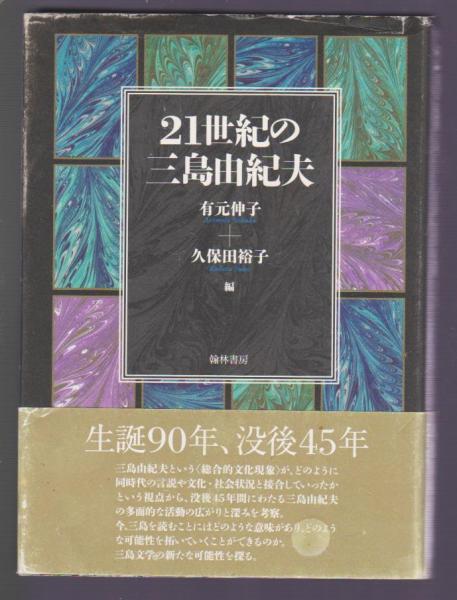 21世紀の
三島由紀夫
有元伸子
久保田裕子
編
翰林書房
生誕90年、没後45年
三島由紀夫という〈総合的文化現象〉が、どのように
同時代の言説や文化・社会状況と接合していったか
という視点から、没後45年間にわたる三島由紀夫
の多面的な活動の広がりと深みを考察。
今、三島を読むことにはどのような意味があり、どのよう
な可能性を拓いていくことができるのか。
三島文学の新たな可能性を探る。